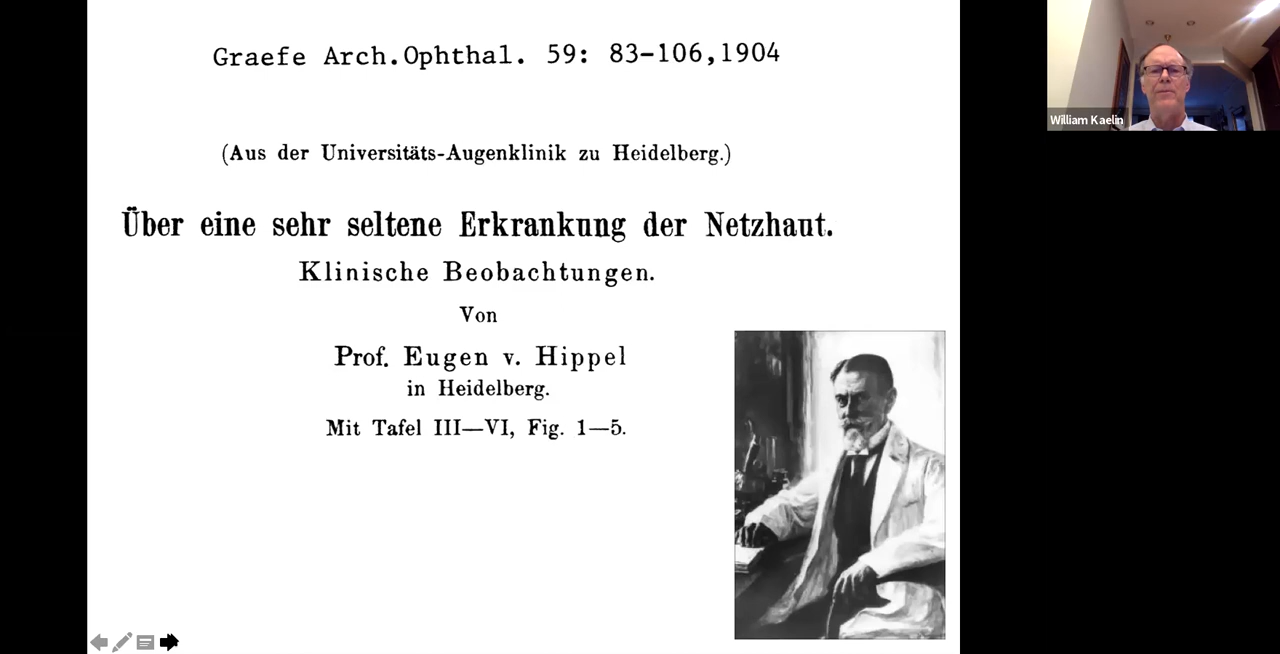 Graefe Arch.Ophthal. 59: 83-106,1904
(Aus der Universitäts-Augenklinik zu Heidelberg.)
Über eine sehr seltene Erkrankung der Netzhaut.
Klinische Beobachtungen.
Von
Prof. Eugen v. Hippel
in Heidelberg.
Mit Tafel III—VI, Fig. 1—5.
William Kaelin